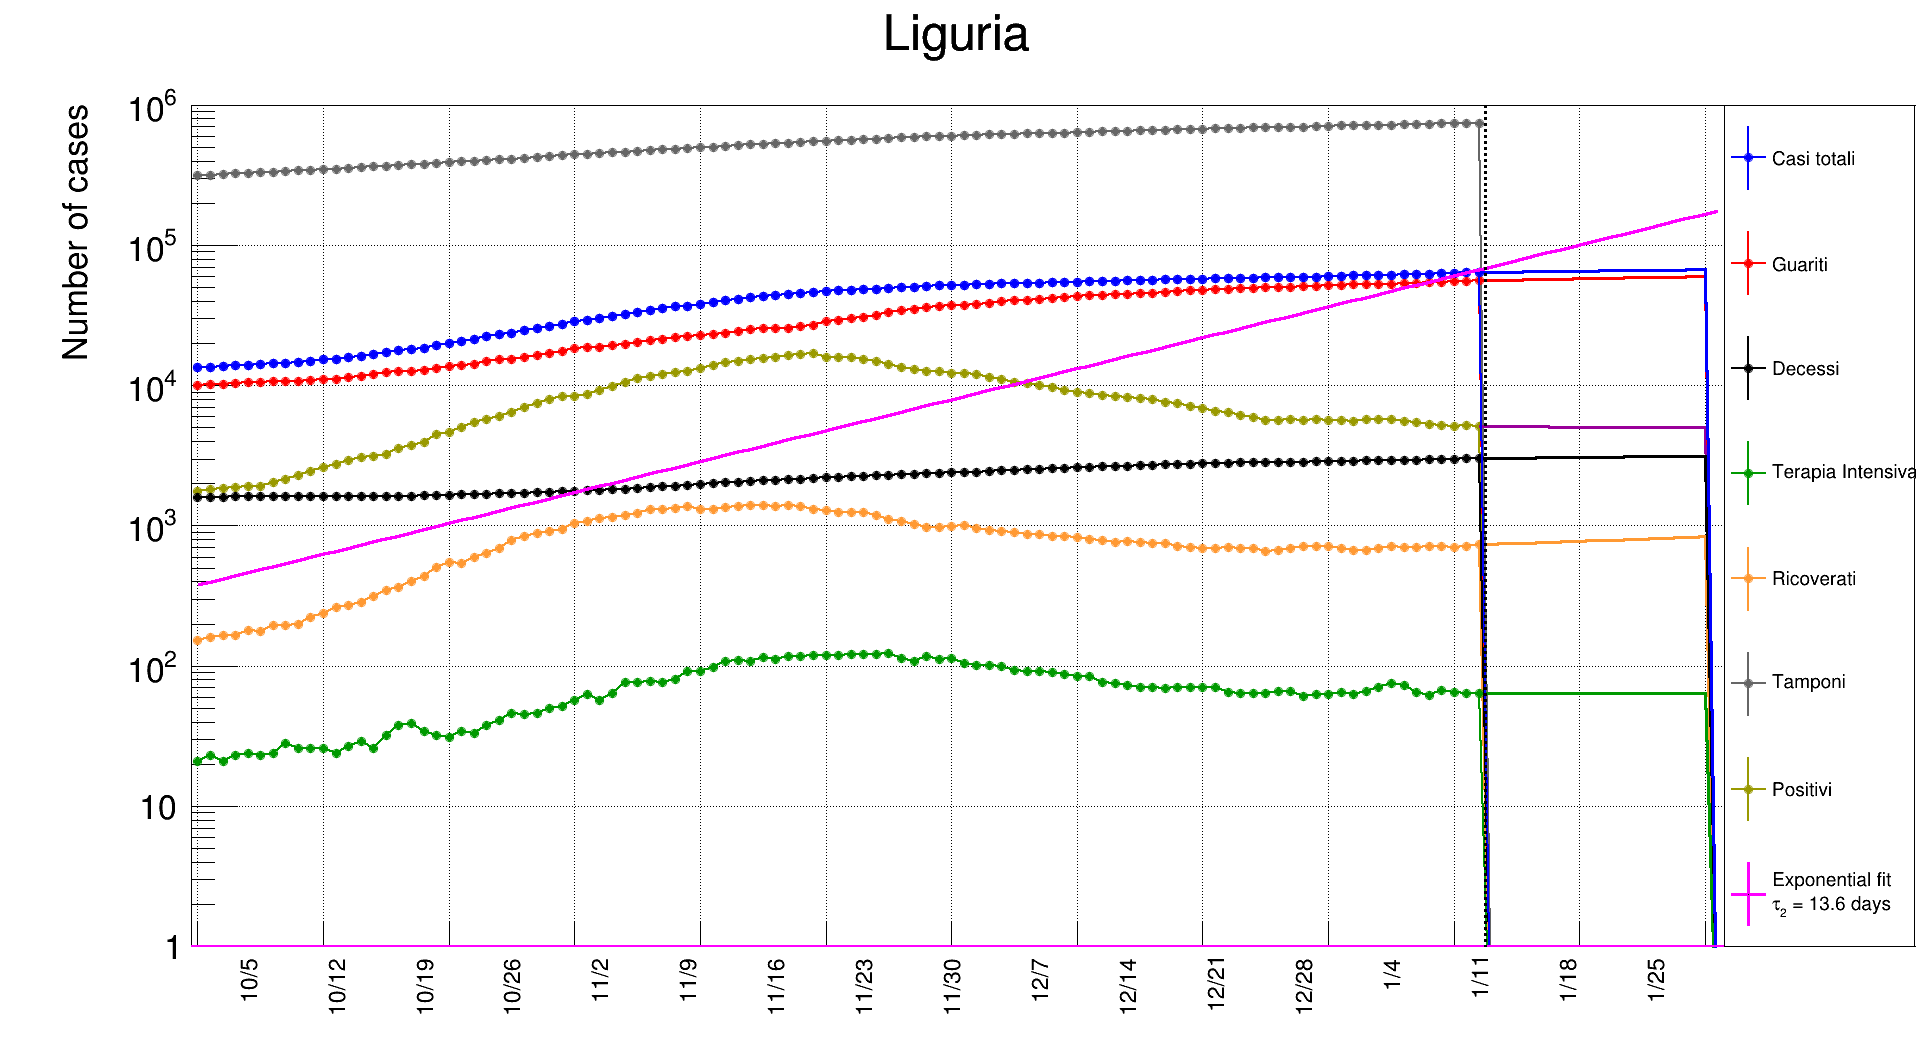 Liguria
Number of cases
10^6
10^5
10^4
10^3
10^2
10
1
10/5
10/12
10/19
10/26
11/2
11/9
11/16
11/23
11/30
12/7
12/14
12/21
12/28
1/4
1/11
1/18
1/25
Casi totali
Guariti
Decessi
Terapia Intensiva
Ricoverati
Tamponi
Positivi
Exponential fit
τ_2 = 13.6 days